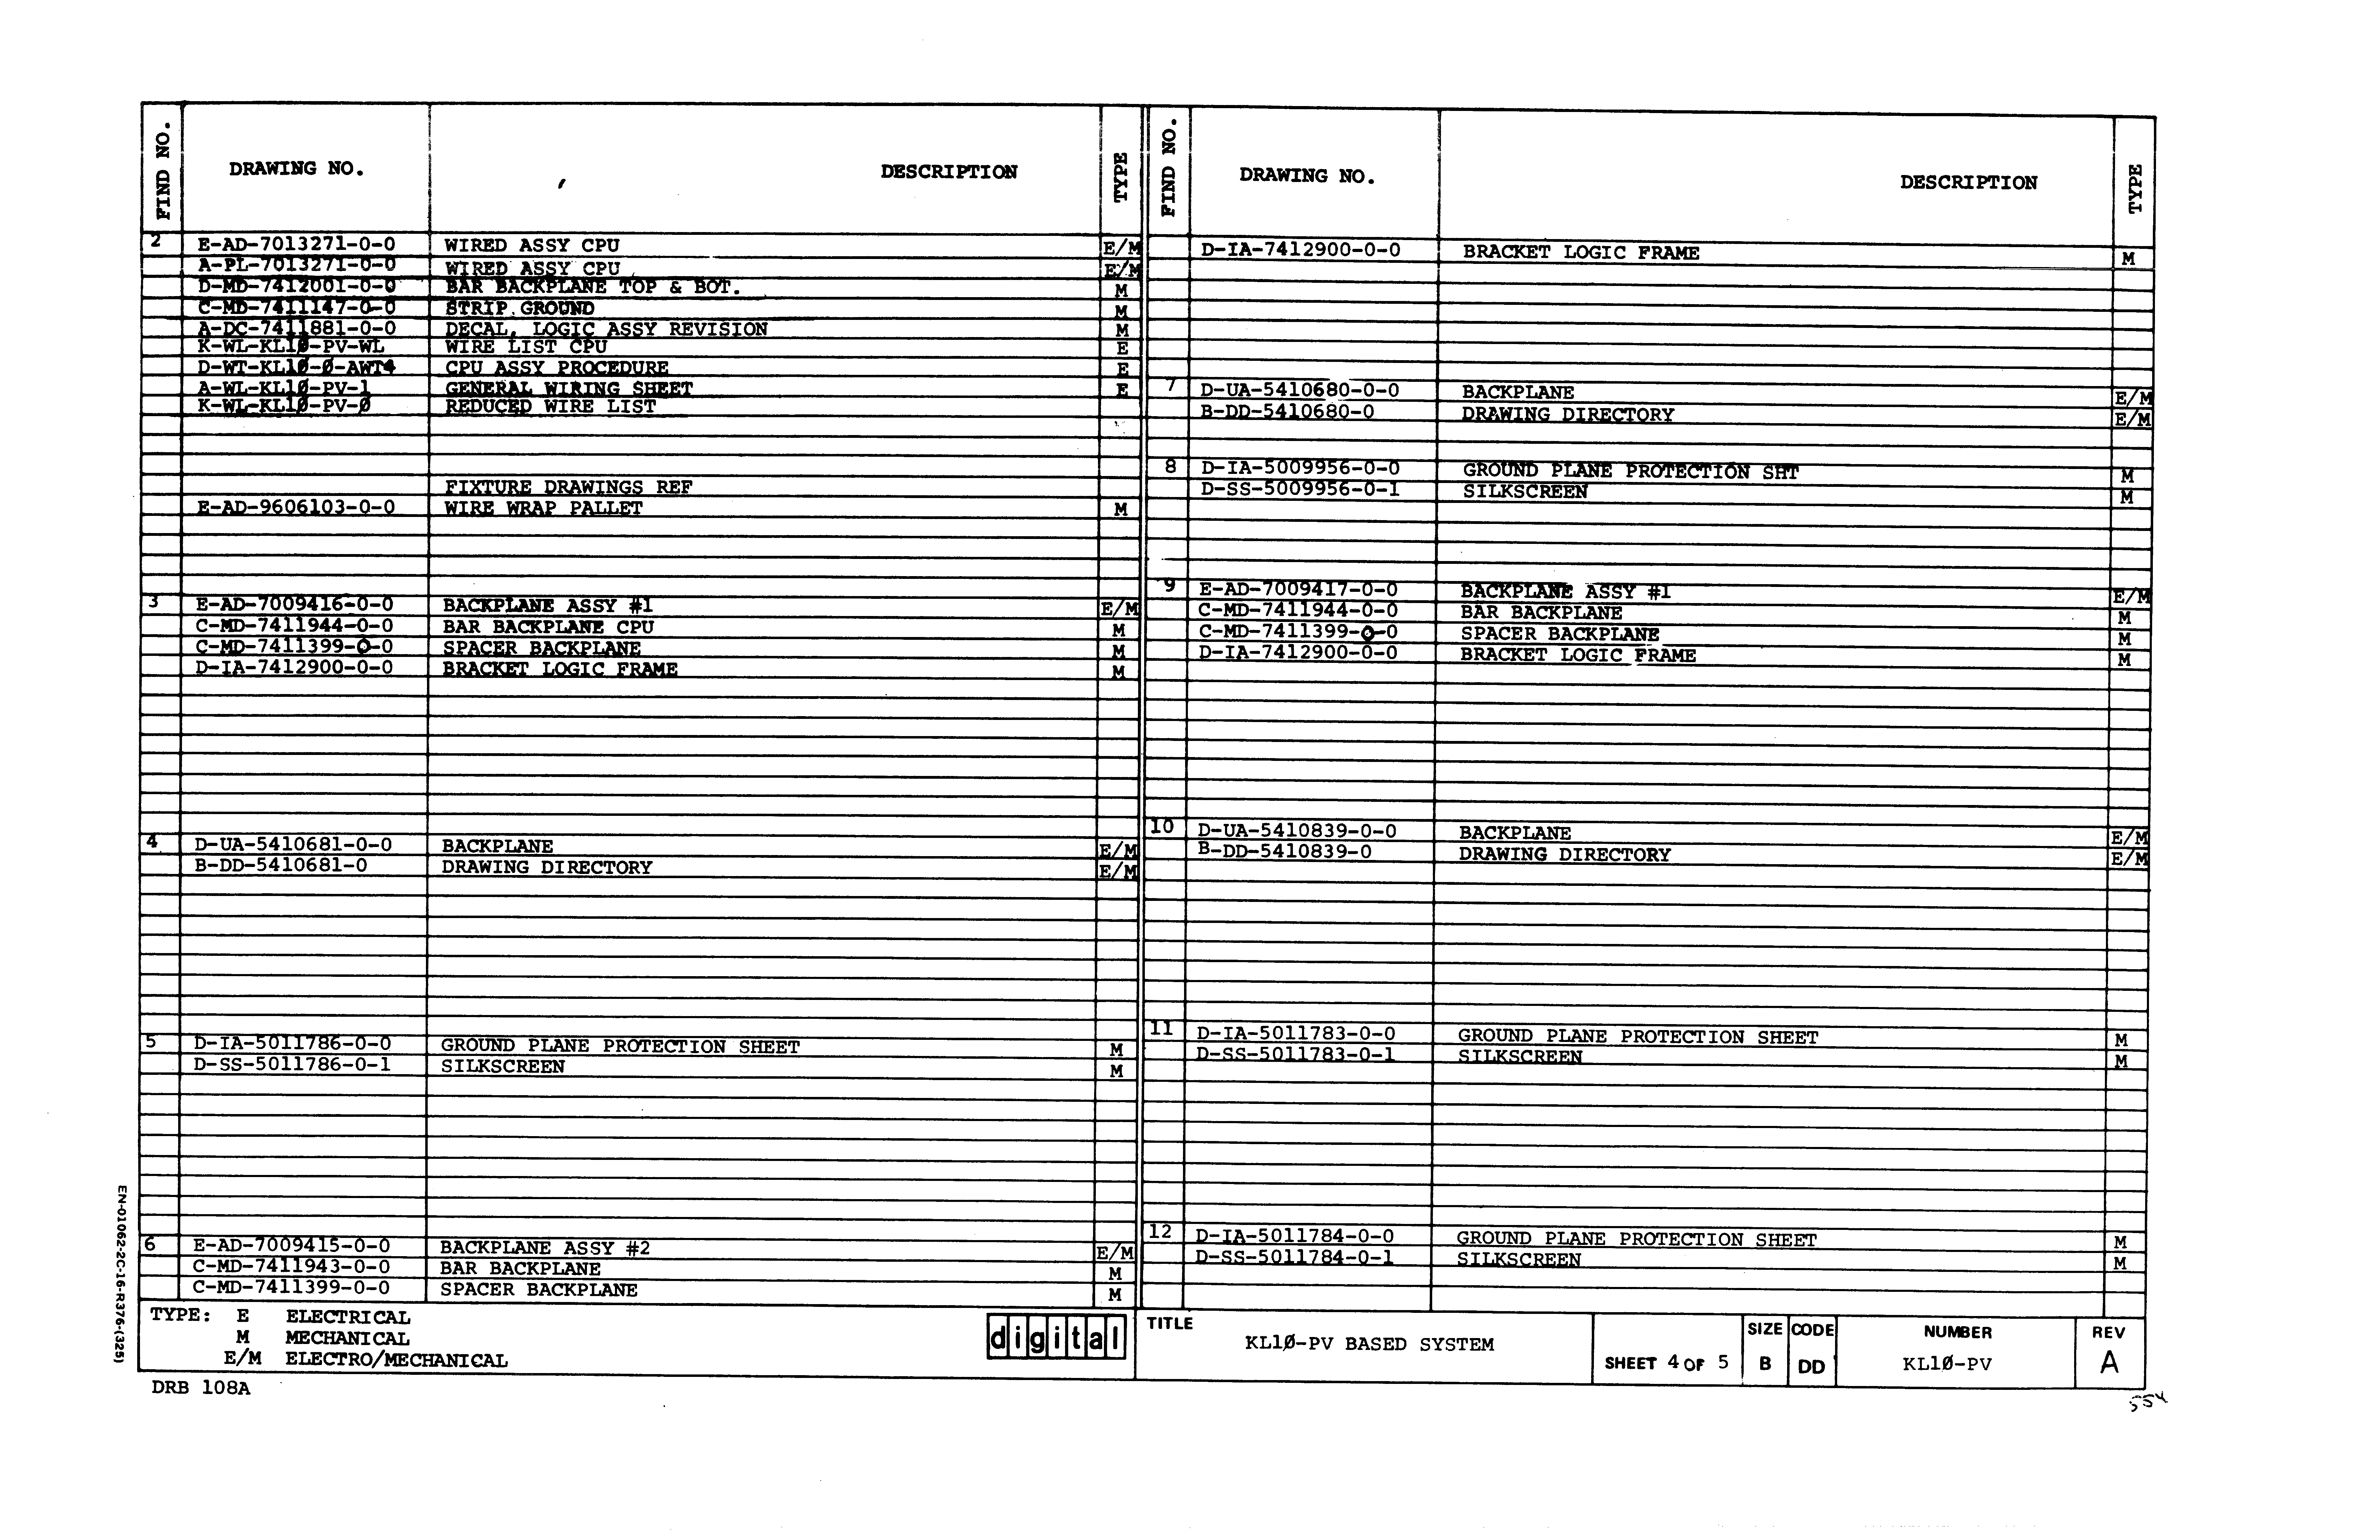 FIND NO. DRAWING NO. DESCRIPTION TYPE
2 E-AD-7013271-0-0 WIRED ASSY CPU E/M
A-PL-7013271-0-0 WIRED ASSY CPU E/M
D-MD-7412001-0-0 BAR BACKPLANE TOP & BOT. M
C-MD-7411147-0-0 STRIP GROUND M
A-DC-7411881-0-0 DECAL, LOGIC ASSY REVISION M
K-WL-KL1Ø-PV-WL WIRE LIST CPU E
D-WT-KL1Ø-Ø-AWT4 CPU ASSY PROCEDURE E
A-WL-KL1Ø-PV-1 GENERAL WIRING SHEET E
K-WL-KL1Ø-PV-Ø REDUCED WIRE LIST
FIXTURE DRAWINGS REF
E-AD-9606103-0-0 WIRE WRAP PALLET M
3 E-AD-7009416-0-0 BACKPLANE ASSY #1 E/M
C-MD-7411944-0-0 BAR BACKPLANE CPU M
C-MD-7411399-0-0 SPACER BACKPLANE M
D-IA-7412900-0-0 BRACKET LOGIC FRAME M
4 D-UA-5410681-0-0 BACKPLANE E/M
B-DD-5410681-0 DRAWING DIRECTORY E/M
5 D-IA-5011786-0-0 GROUND PLANE PROTECTION SHEET M
D-SS-5011786-0-1 SILKSCREEN M
6 E-AD-7009415-0-0 BACKPLANE ASSY #2 E/M
C-MD-7411943-0-0 BAR BACKPLANE M
C-MD-7411399-0-0 SPACER BACKPLANE M
FIND NO. DRAWING NO. DESCRIPTION TYPE
D-IA-7412900-0-0 BRACKET LOGIC FRAME M
7 D-UA-5410680-0-0 BACKPLANE E/M
B-DD-5410680-0 DRAWING DIRECTORY E/M
8 D-IA-5009956-0-0 GROUND PLANE PROTECTION SHT M
D-SS-5009956-0-1 SILKSCREEN M
9 E-AD-7009417-0-0 BACKPLANE ASSY #1 E/M
C-MD-7411944-0-0 BAR BACKPLANE M
C-MD-7411399-0-0 SPACER BACKPLANE M
D-IA-7412900-0-0 BRACKET LOGIC FRAME M
10 D-UA-5410839-0-0 BACKPLANE E/M
B-DD-5410839-0 DRAWING DIRECTORY E/M
11 D-IA-5011783-0-0 GROUND PLANE PROTECTION SHEET M
D-SS-5011783-0-1 SILKSCREEN M
12 D-IA-5011784-0-0 GROUND PLANE PROTECTION SHEET M
D-SS-5011784-0-1 SILKSCREEN M
TYPE: E ELECTRICAL
M MECHANICAL
E/M ELECTRO/MECHANICAL
digital
TITLE
KL1Ø-PV BASED SYSTEM
SHEET 4 OF 5
SIZE
B
CODE
DD
NUMBER
KL1Ø-PV
REV
A
DRB 108A
EN-01062-2C-16-R376-(325)
554